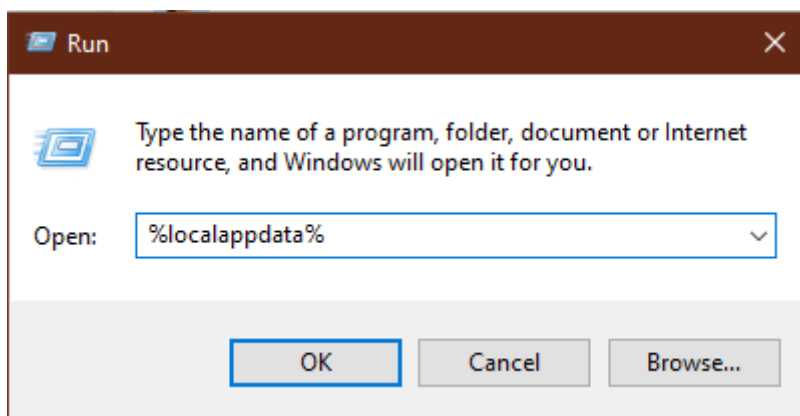 Run
Type the name of a program, folder, document or Internet
resource, and Windows will open it for you.
Open: %localappdata%
OK Cancel Browse...